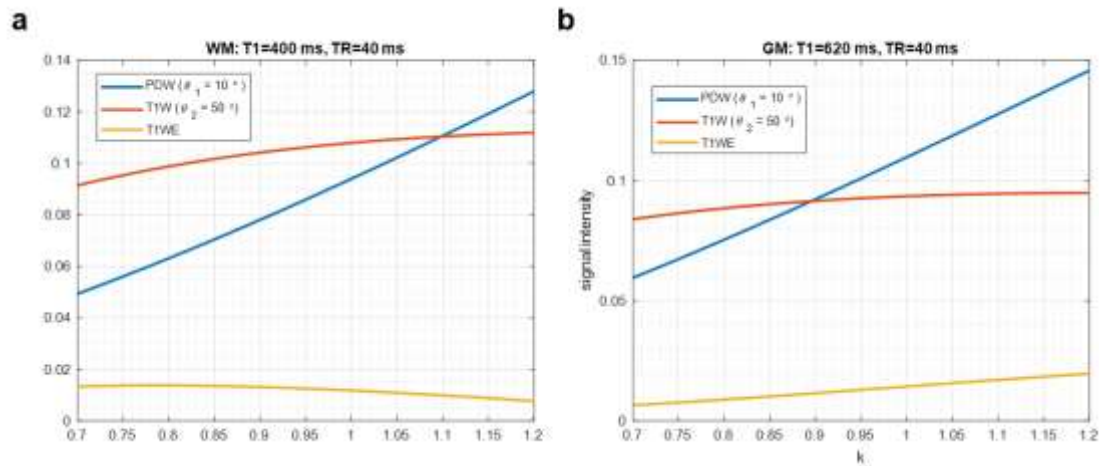 a
WM: T1=400 ms, TR=40 ms
0.14
0.12
0.1
0.08
0.06
0.04
0.02
0
PDW (θ 1 = 10 °)
T1W (θ 2 = 50 °)
T1WE
0.7 0.75 0.8 0.85 0.9 0.95 1 1.05 1.1 1.15 1.2
b
GM: T1=620 ms, TR=40 ms
0.15
0.1
0.05
0
signal intensity
PDW (θ 1 = 10 °)
T1W (θ 2 = 50 °)
T1WE
0.7 0.75 0.8 0.85 0.9 0.95 1 1.05 1.1 1.15 1.2
k